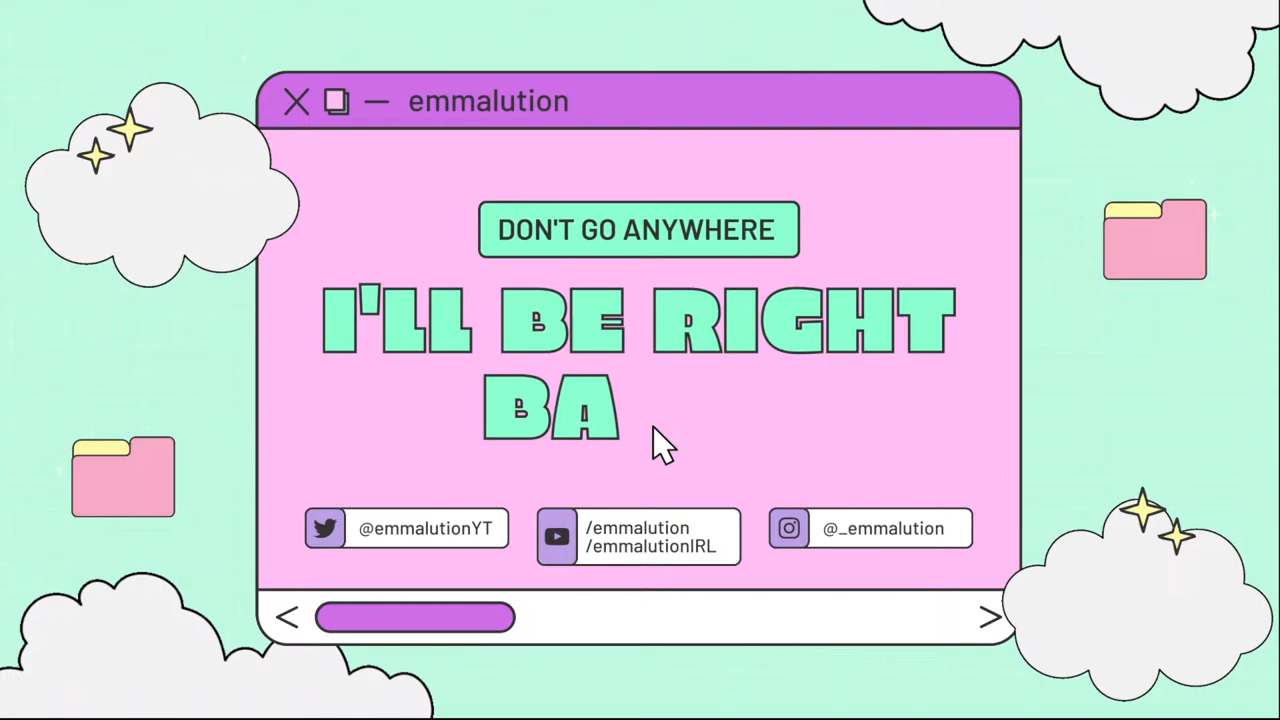 emmalution
DON'T GO ANYWHERE
I'LL BE RIGHT
BA
@emmalutionYT
/emmalution
/emmalutionIRL
@_emmalution